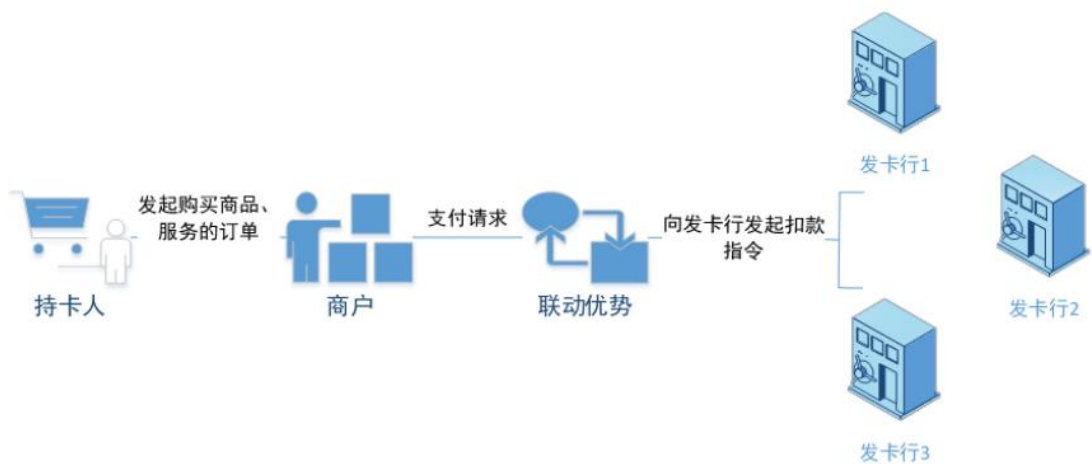 发卡行1
发起购买商品、
服务的订单
支付请求
向发卡行发起扣款
指令
持卡人
商户
联动优势
发卡行2
发卡行3